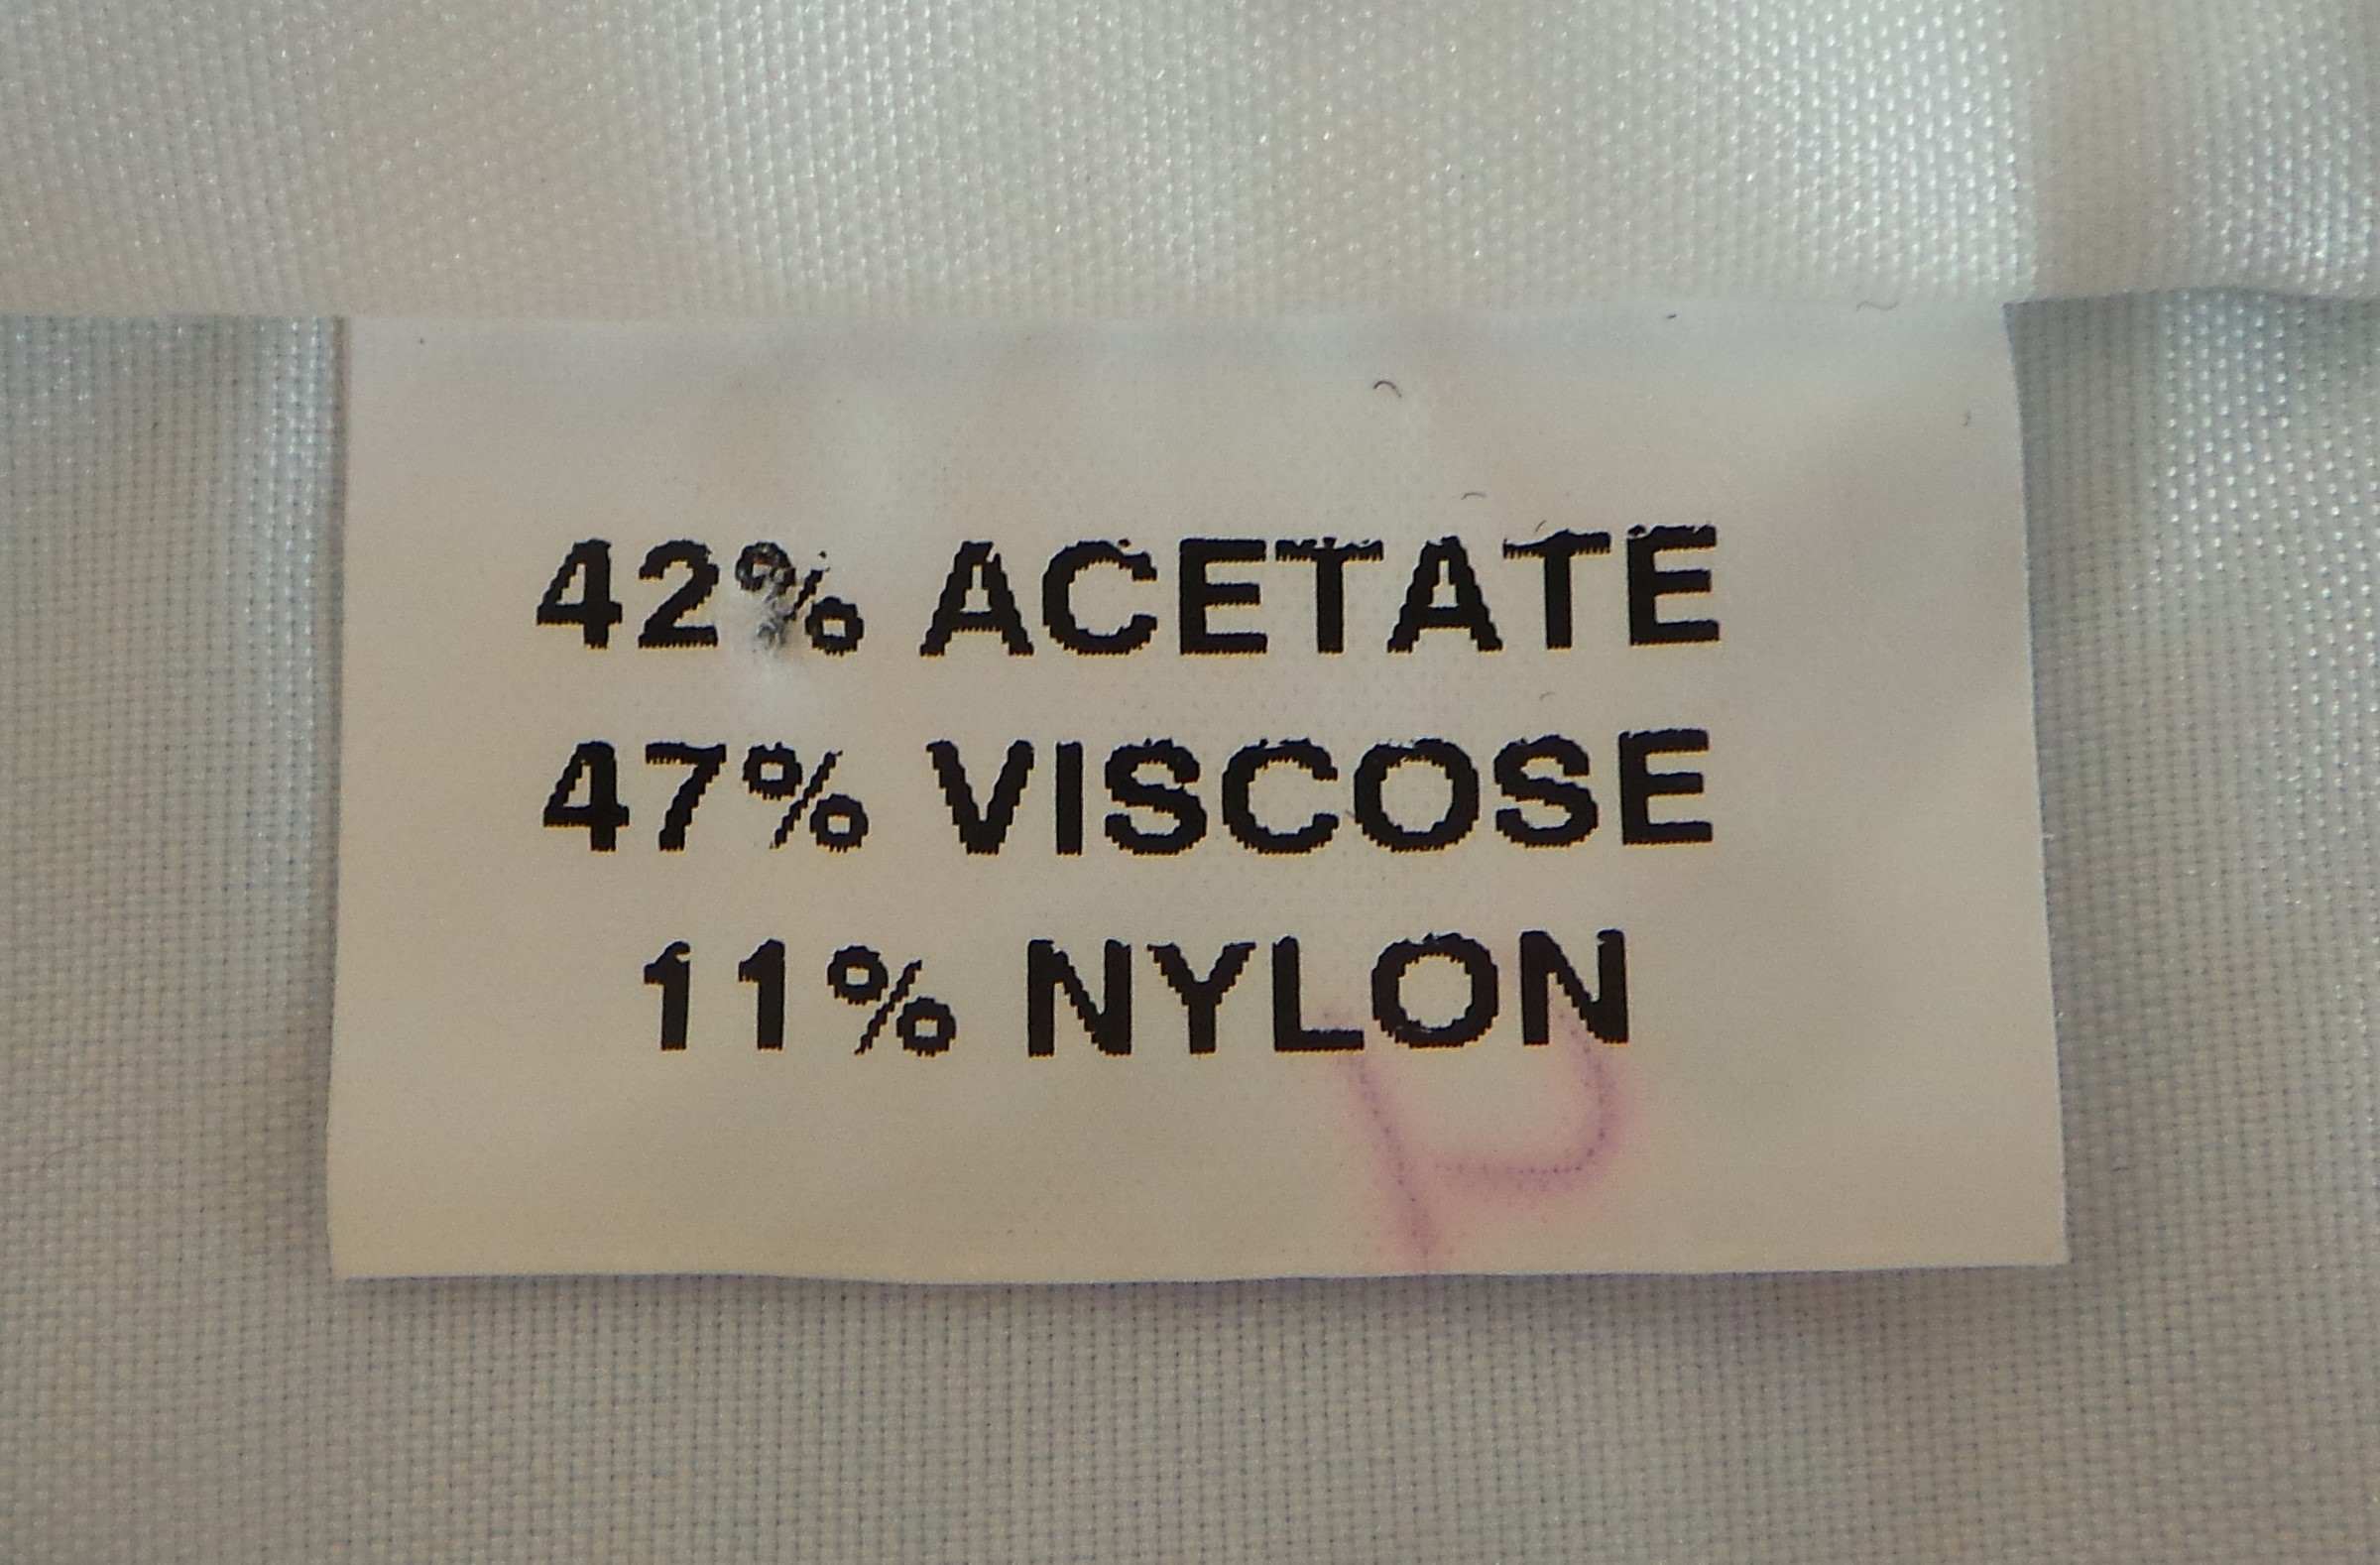 42% ACETATE
47% VISCOSE
11% NYLON